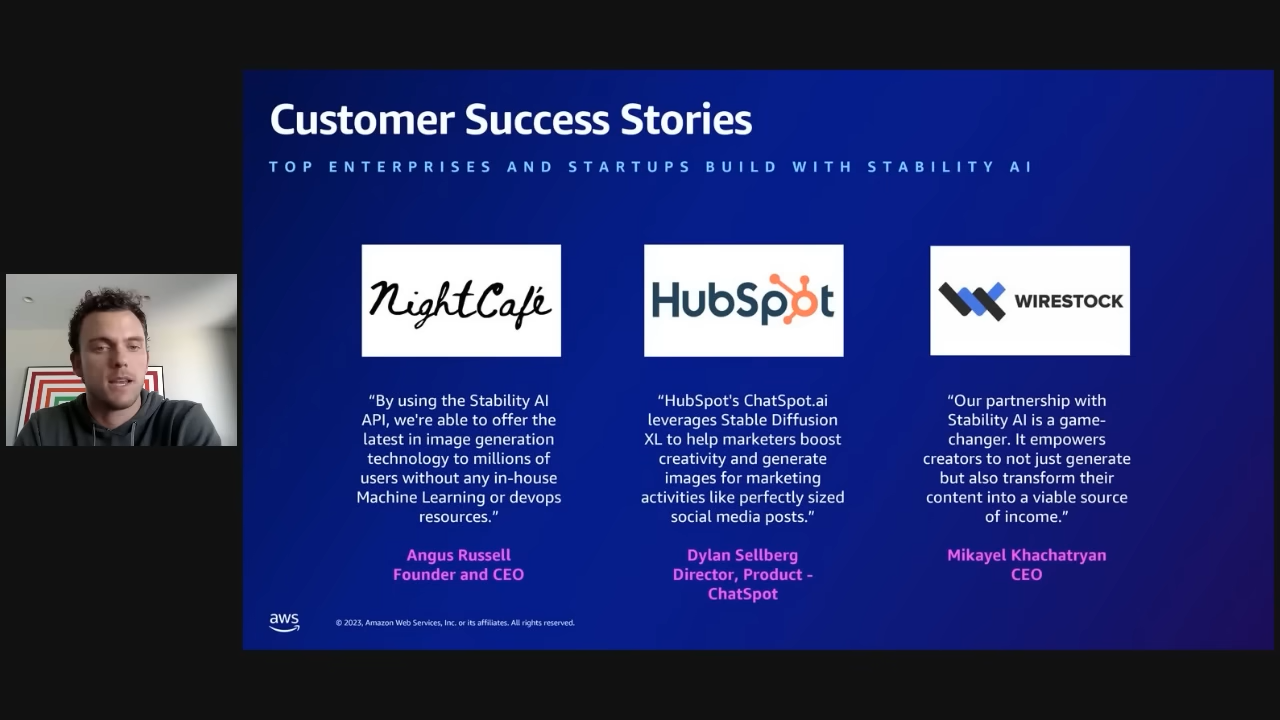 Customer Success Stories
TOP ENTERPRISES AND STARTUPS BUILD WITH STABILITY AI
NightCafé
HubSpot
WIRESTOCK
“By using the Stability AI
API, we're able to offer the
latest in image generation
technology to millions of
users without any in-house
Machine Learning or devops
resources.”
Angus Russell
Founder and CEO
“HubSpot's ChatSpot.ai
leverages Stable Diffusion
XL to help marketers boost
creativity and generate
images for marketing
activities like perfectly sized
social media posts.”
Dylan Sellberg
Director, Product -
ChatSpot
“Our partnership with
Stability AI is a game-
changer. It empowers
creators to not just generate
but also transform their
content into a viable source
of income.”
Mikayel Khachatryan
CEO
aws
© 2023, Amazon Web Services, Inc. or its affiliates. All rights reserved.